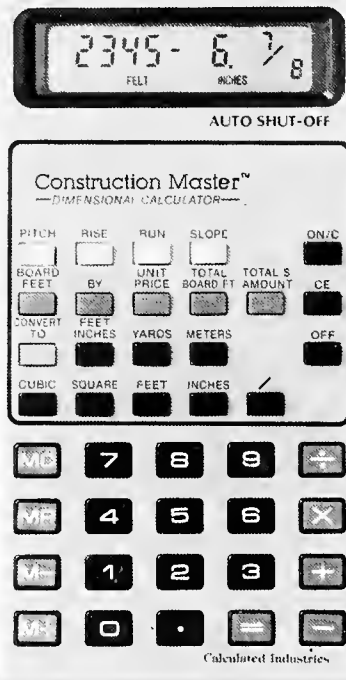 2345- 6. 7/8
FELT INCHES
AUTO SHUT-OFF
Construction Master™
DIMENSIONAL CALCULATOR
PITCH RISE RUN SLOPE ON/C
BOARD FEET BY UNIT PRICE TOTAL BOARD FT TOTAL $ AMOUNT CE
CONVERT TO FEET INCHES YARDS METERS OFF
CUBIC SQUARE FEET INCHES /
7 8 9 ÷
MR 4 5 6 X
1 2 3 +
0 . = -
Calculated Industries